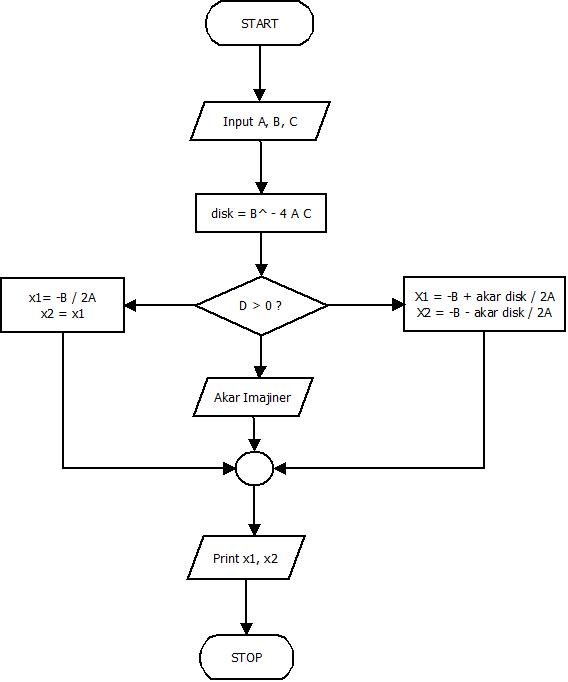 START
Input A, B, C
disk = B^ - 4 A C
D > 0 ?
x1= -B / 2A
x2 = x1
X1 = -B + akar disk / 2A
X2 = -B - akar disk / 2A
Akar Imajiner
Print x1, x2
STOP